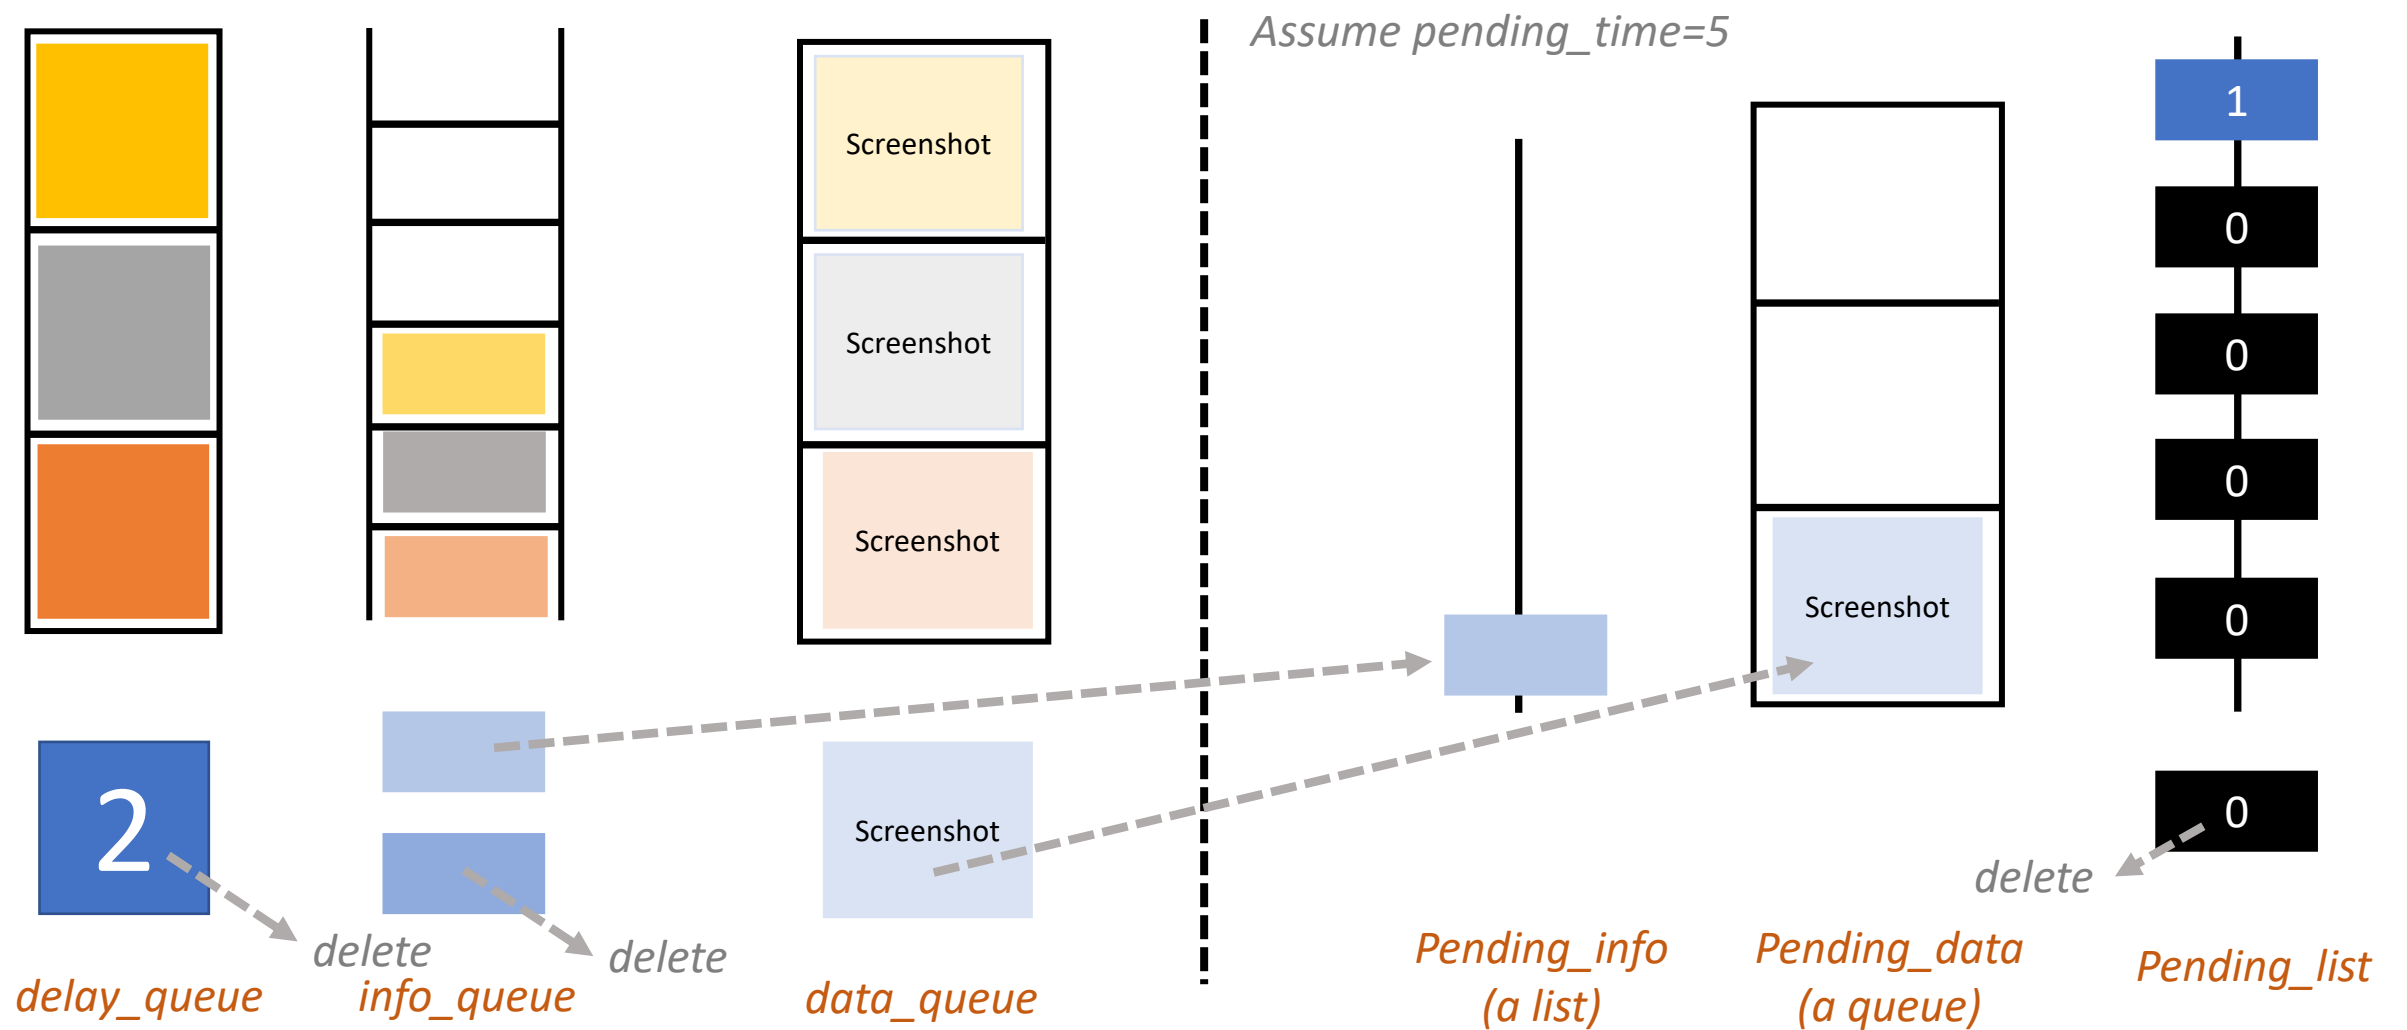 Assume pending_time=5
Screenshot
Screenshot
Screenshot
1
0
0
0
0
Screenshot
2
Screenshot
0
delete
delete
delete
delay_queue
info_queue
data_queue
Pending_info
(a list)
Pending_data
(a queue)
Pending_list